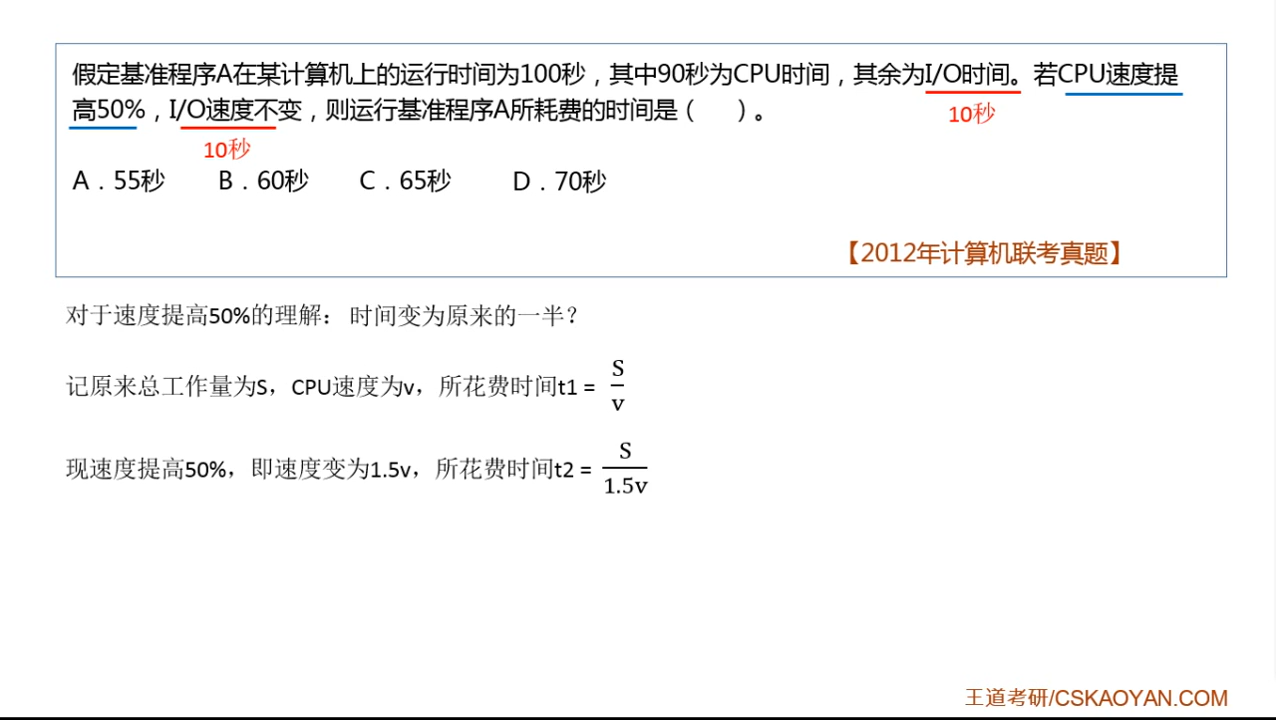 假定基准程序A在某计算机上的运行时间为100秒，其中90秒为CPU时间，其余为I/O时间。若CPU速度提
高50%，I/O速度不变，则运行基准程序A所耗费的时间是（　　）。
10秒
10秒
A．55秒　B．60秒　C．65秒　D．70秒
【2012年计算机联考真题】
对于速度提高50%的理解：时间变为原来的一半？
记原来总工作量为S，CPU速度为v，所花费时间t1 = S/v
现速度提高50%，即速度变为1.5v，所花费时间t2 = S/1.5v
王道考研/CSKAOYAN.COM